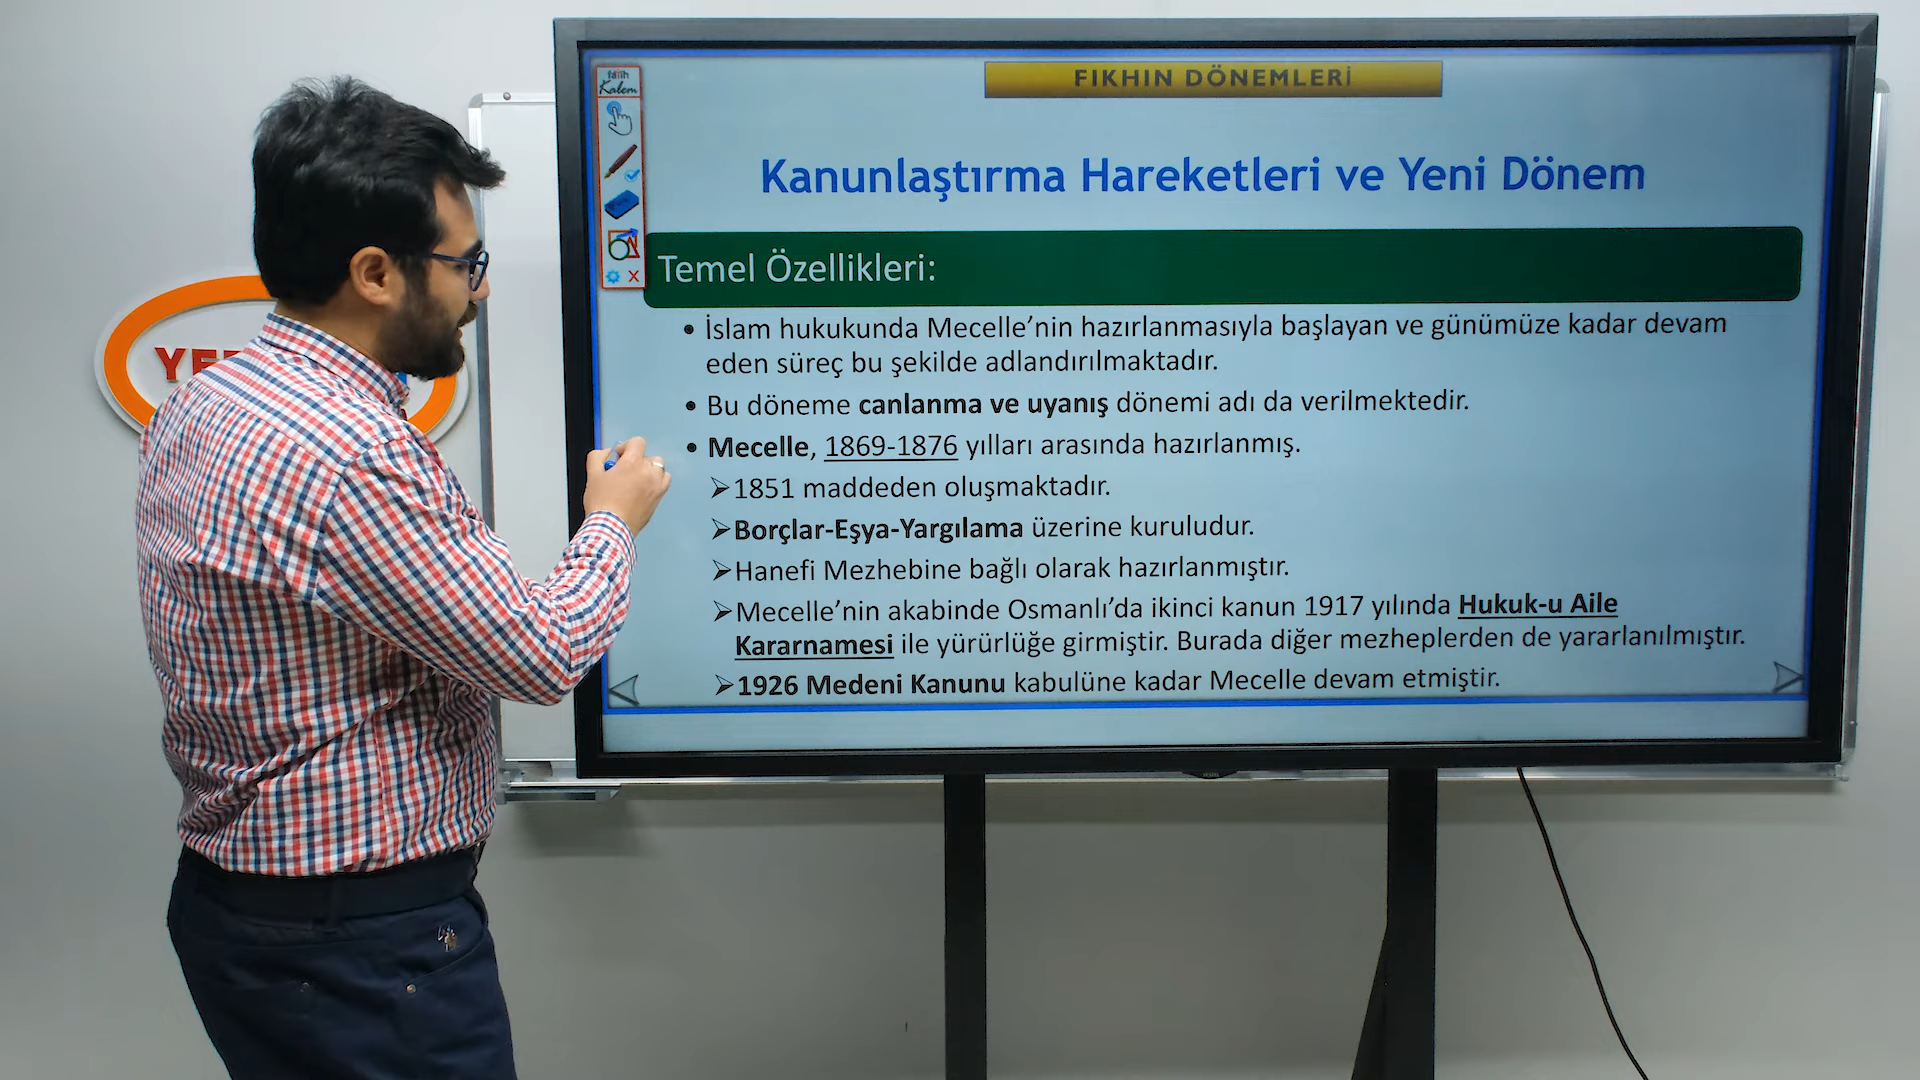 FIKHIN DÖNEMLERİ
fatih
Kalem
Kanunlaştırma Hareketleri ve Yeni Dönem
Temel Özellikleri:
• İslam hukukunda Mecelle’nin hazırlanmasıyla başlayan ve günümüze kadar devam
eden süreç bu şekilde adlandırılmaktadır.
• Bu döneme canlanma ve uyanış dönemi adı da verilmektedir.
• Mecelle, 1869-1876 yılları arasında hazırlanmış.
➢1851 maddeden oluşmaktadır.
➢Borçlar-Eşya-Yargılama üzerine kuruludur.
➢Hanefi Mezhebine bağlı olarak hazırlanmıştır.
➢Mecelle’nin akabinde Osmanlı’da ikinci kanun 1917 yılında Hukuk-u Aile
Kararnamesi ile yürürlüğe girmiştir. Burada diğer mezheplerden de yararlanılmıştır.
➢1926 Medeni Kanunu kabulüne kadar Mecelle devam etmiştir.